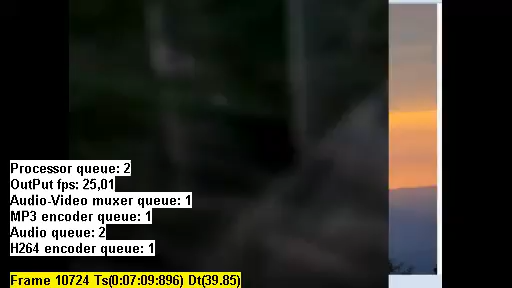 Processor queue: 2
OutPut fps: 25,01
Audio-Video muxer queue: 1
MP3 encoder queue: 1
Audio queue: 2
H264 encoder queue: 1
Frame 10724 Ts(0:07:09:896) Dt(39.85)